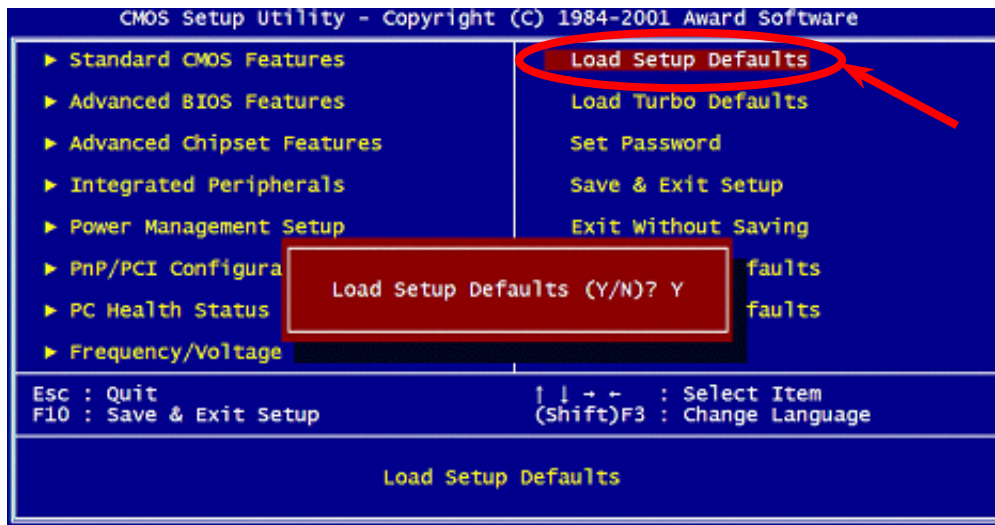 CMOS Setup Utility - Copyright (C) 1984-2001 Award Software
► Standard CMOS Features
► Advanced BIOS Features
► Advanced Chipset Features
► Integrated Peripherals
► Power Management Setup
► PnP/PCI Configura
► PC Health Status
► Frequency/Voltage
Load Setup Defaults
Load Turbo Defaults
Set Password
Save & Exit Setup
Exit Without Saving
faults
faults
Load Setup Defaults (Y/N)? Y
Esc : Quit
F10 : Save & Exit Setup
↑ ↓ → ← : Select Item
(Shift)F3 : Change Language
Load Setup Defaults